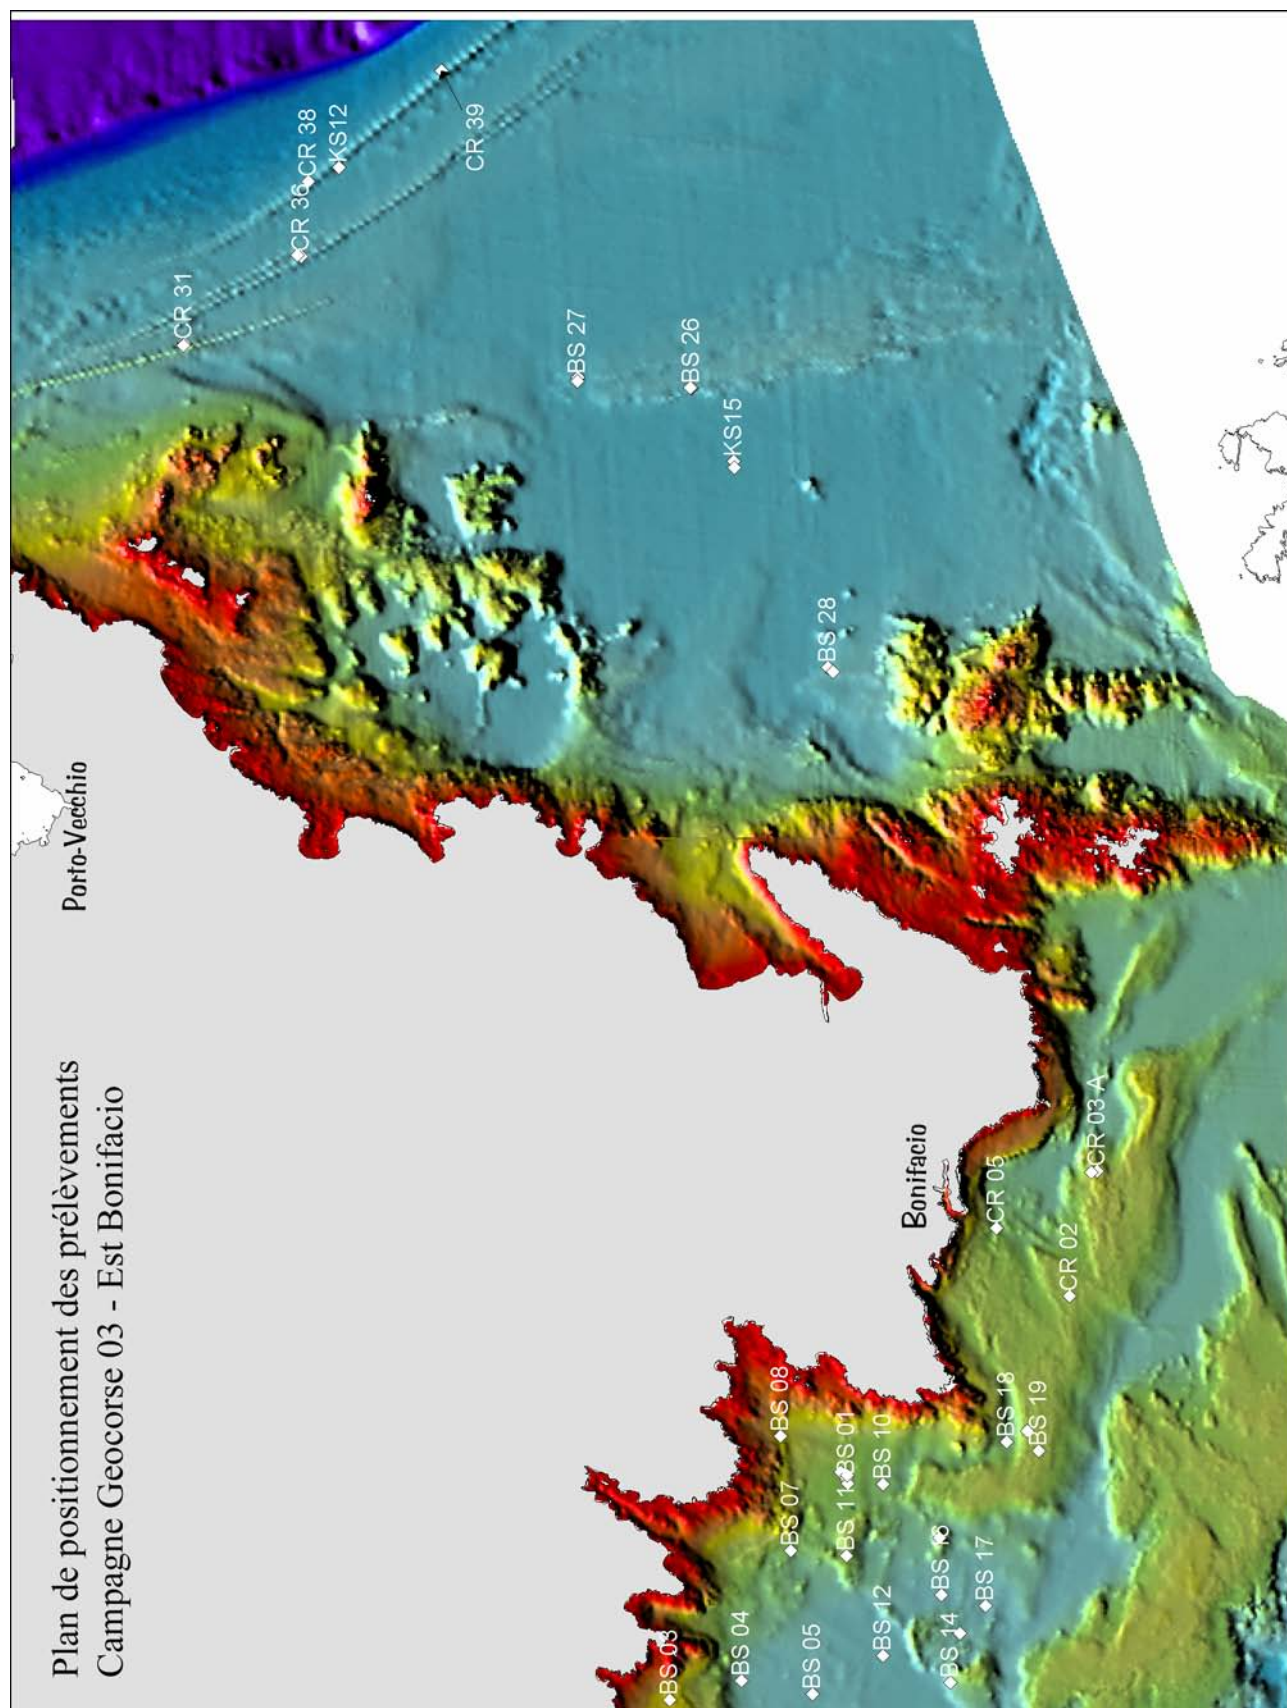 Plan de positionnement des prélèvements
Campagne Geocorse 03 - Est Bonifacio
Porto-Vecchio
Bonifacio
CR 31
CR 36
CR 38
KS12
CR 39
BS 27
BS 26
KS15
BS 28
CR 03 A
CR 05
CR 02
BS 08
BS 18
BS 19
BS 01
BS 10
BS 07
BS 11
BS 17
BS 12
BS 04
BS 03
BS 05
BS 14